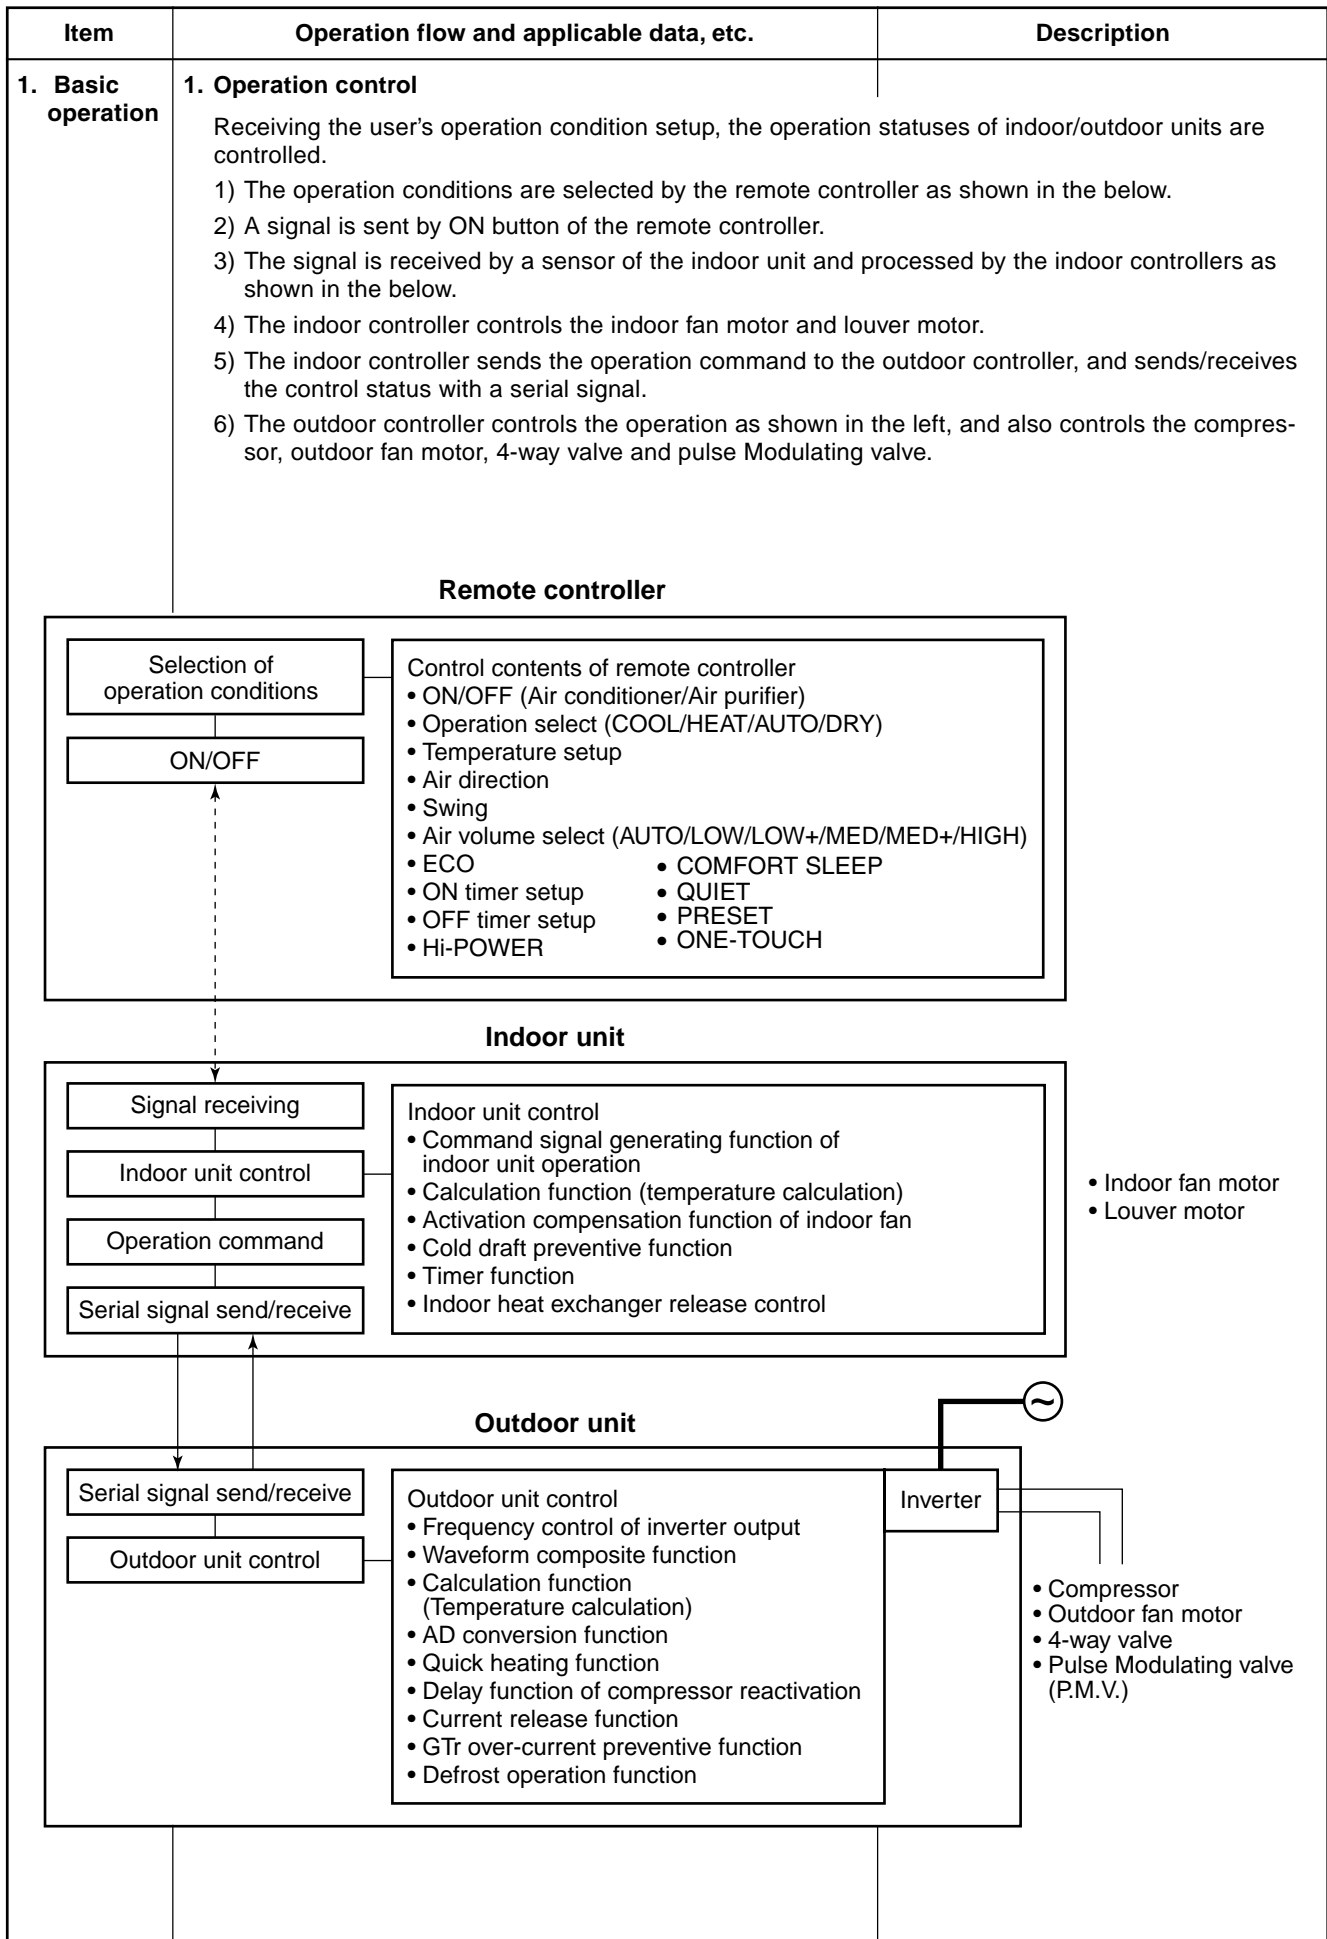 Item
Operation flow and applicable data, etc.
Description
1. Basic
operation
1. Operation control
Receiving the user's operation condition setup, the operation statuses of indoor/outdoor units are
controlled.
1) The operation conditions are selected by the remote controller as shown in the below.
2) A signal is sent by ON button of the remote controller.
3) The signal is received by a sensor of the indoor unit and processed by the indoor controllers as
shown in the below.
4) The indoor controller controls the indoor fan motor and louver motor.
5) The indoor controller sends the operation command to the outdoor controller, and sends/receives
the control status with a serial signal.
6) The outdoor controller controls the operation as shown in the left, and also controls the compres-
sor, outdoor fan motor, 4-way valve and pulse Modulating valve.
Remote controller
Selection of
operation conditions
ON/OFF
Control contents of remote controller
• ON/OFF (Air conditioner/Air purifier)
• Operation select (COOL/HEAT/AUTO/DRY)
• Temperature setup
• Air direction
• Swing
• Air volume select (AUTO/LOW/LOW+/MED/MED+/HIGH)
• ECO
• ON timer setup
• OFF timer setup
• Hi-POWER
• COMFORT SLEEP
• QUIET
• PRESET
• ONE-TOUCH
Indoor unit
Signal receiving
Indoor unit control
Operation command
Serial signal send/receive
Indoor unit control
• Command signal generating function of
indoor unit operation
• Calculation function (temperature calculation)
• Activation compensation function of indoor fan
• Cold draft preventive function
• Timer function
• Indoor heat exchanger release control
• Indoor fan motor
• Louver motor
~
Outdoor unit
Serial signal send/receive
Outdoor unit control
Outdoor unit control
• Frequency control of inverter output
• Waveform composite function
• Calculation function
(Temperature calculation)
• AD conversion function
• Quick heating function
• Delay function of compressor reactivation
• Current release function
• GTr over-current preventive function
• Defrost operation function
Inverter
• Compressor
• Outdoor fan motor
• 4-way valve
• Pulse Modulating valve
(P.M.V.)